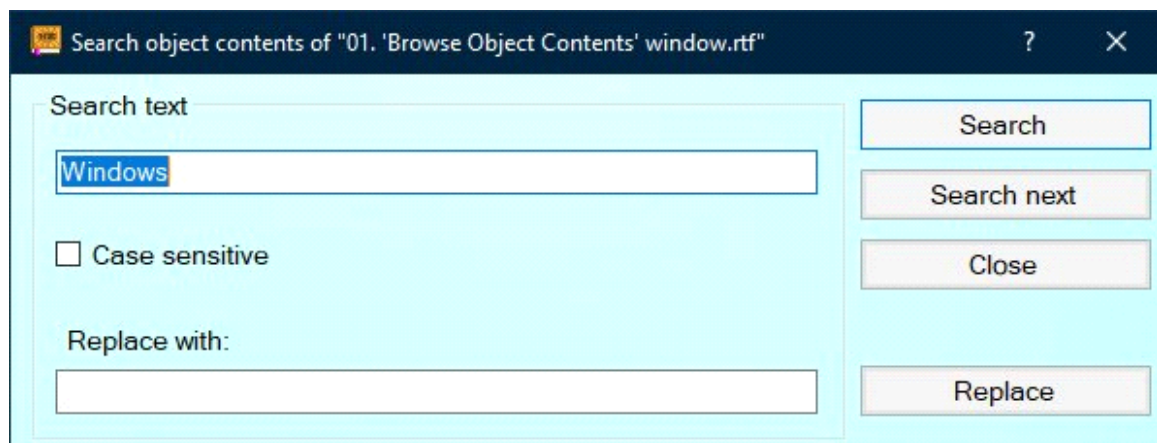 Search object contents of "01. 'Browse Object Contents' window.rtf" ? ✕
Search text
Windows
Case sensitive
Replace with:
Search
Search next
Close
Replace